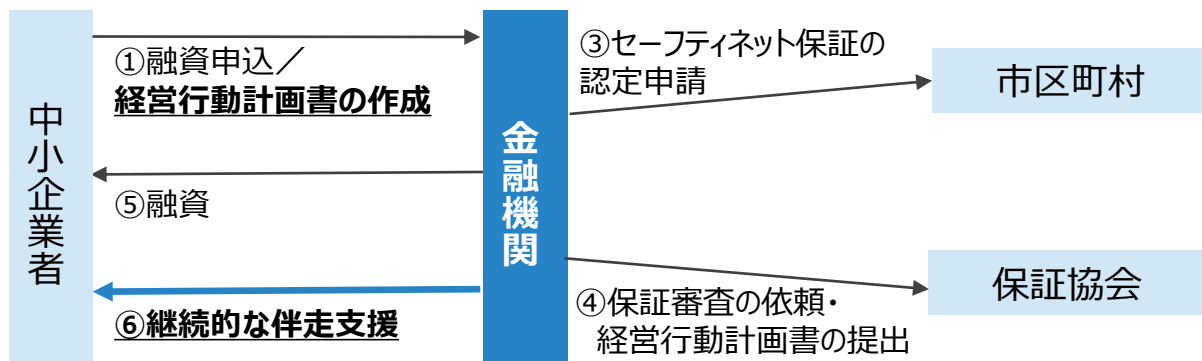 中小企業者
①融資申込／
経営行動計画書の作成
⑤融資
⑥継続的な伴走支援
金融機関
③セーフティネット保証の
認定申請
④保証審査の依頼・
経営行動計画書の提出
市区町村
保証協会